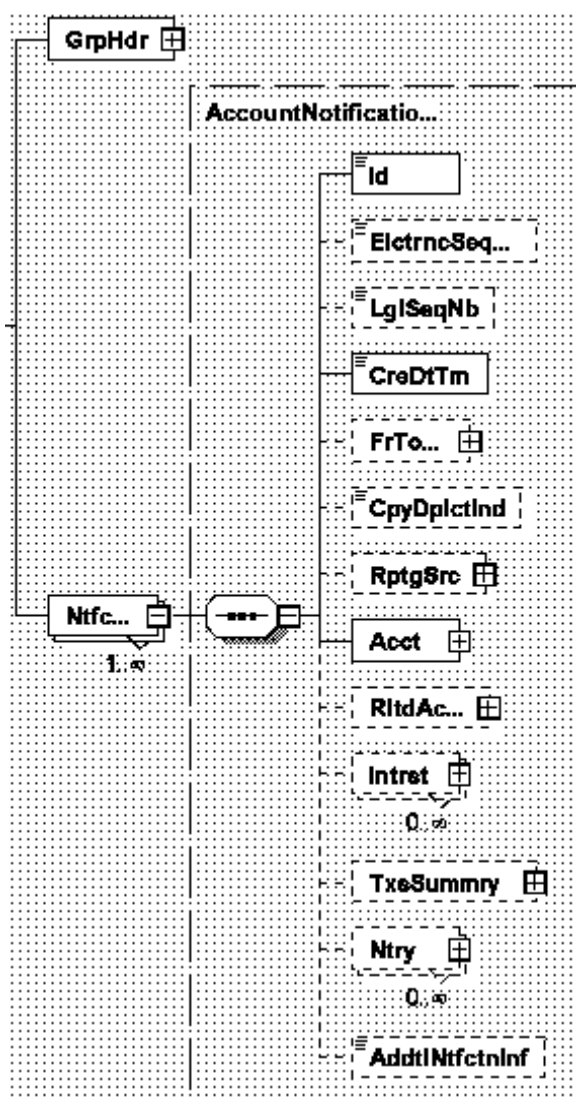 GrpHdr
AccountNotificatio...
Id
ElctrncSeq...
LglSeqNb
CreDtTm
FrTo...
CpyDplctInd
RptgSrc
Ntfc...
1..∞
Acct
RltdAc...
Intrst
0..∞
TxsSummry
Ntry
0..∞
AddtlNtfctnInf